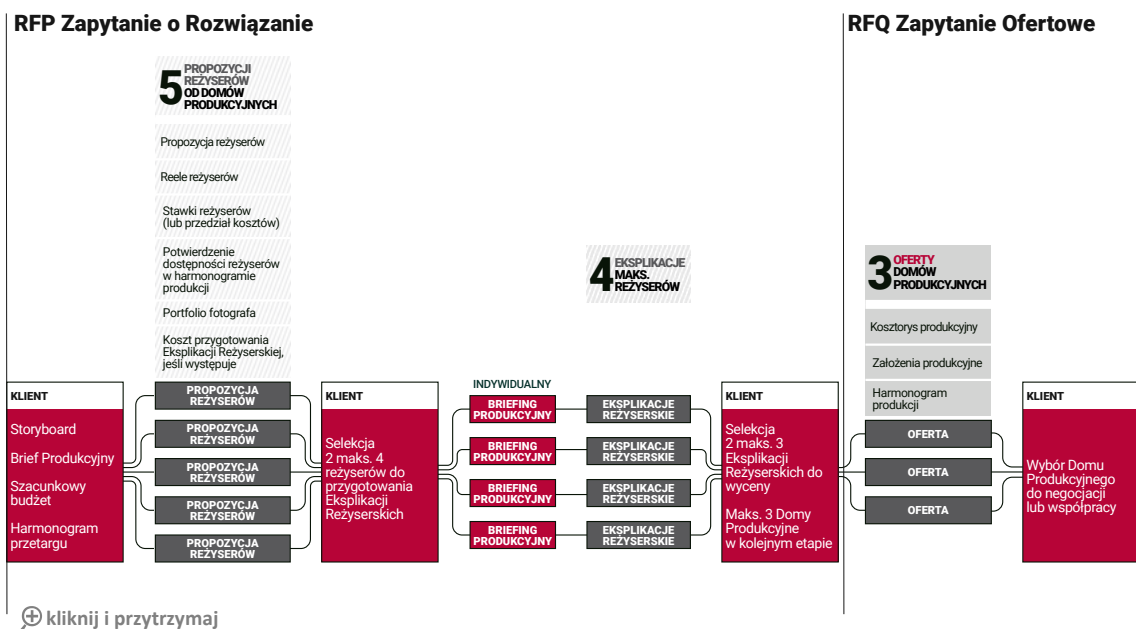 RFP Zapytanie o Rozwiązanie
RFQ Zapytanie Ofertowe
5
PROPOZYCJI
REŻYSERÓW
OD DOMÓW
PRODUKCYJNYCH
Propozycja reżyserów
Reele reżyserów
Stawki reżyserów
(lub przedział kosztów)
Potwierdzenie
dostępności reżyserów
w harmonogramie
produkcji
Portfolio fotografa
Koszt przygotowania
Eksplikacji Reżyserskiej,
jeśli występuje
4
EKSPLIKACJE
MAKS.
REŻYSERÓW
3
OFERTY
DOMÓW
PRODUKCYJNYCH
Kosztorys produkcyjny
Założenia produkcyjne
Harmonogram
produkcji
KLIENT
Storyboard
Brief Produkcyjny
Szacunkowy
budżet
Harmonogram
przetargu
PROPOZYCJA
REŻYSERÓW
PROPOZYCJA
REŻYSERÓW
PROPOZYCJA
REŻYSERÓW
PROPOZYCJA
REŻYSERÓW
PROPOZYCJA
REŻYSERÓW
KLIENT
Selekcja
2 maks. 4
reżyserów do
przygotowania
Eksplikacji
Reżyserskich
INDYWIDUALNY
BRIEFING
PRODUKCYJNY
BRIEFING
PRODUKCYJNY
BRIEFING
PRODUKCYJNY
BRIEFING
PRODUKCYJNY
EKSPLIKACJE
REŻYSERSKIE
EKSPLIKACJE
REŻYSERSKIE
EKSPLIKACJE
REŻYSERSKIE
EKSPLIKACJE
REŻYSERSKIE
KLIENT
Selekcja
2 maks. 3
Eksplikacji
Reżyserskich do
wyceny
Maks. 3 Domy
Produkcyjne
w kolejnym etapie
OFERTA
OFERTA
OFERTA
KLIENT
Wybór Domu
Produkcyjnego
do negocjacji
lub współpracy
kliknij i przytrzymaj